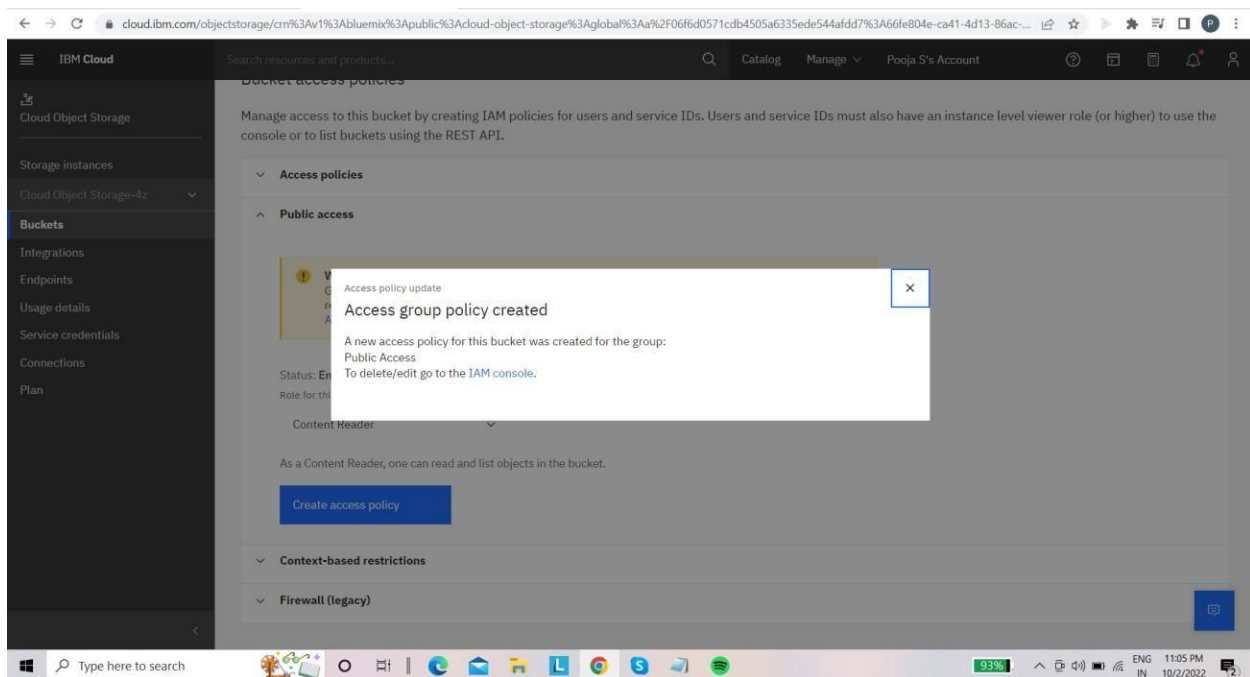 cloud.ibm.com/objectstorage/crn%3Av1%3Abluemix%3Apublic%3Acloud-object-storage%3Aglobal%3Aa%2F06f6d0571cdb4505a6335ede544afdd7%3A66fe804e-ca41-4d13-86ac-...
P
IBM Cloud
Search resources and products...
Catalog
Manage
Pooja S's Account
Cloud Object Storage
Storage instances
Cloud Object Storage-4z
Buckets
Integrations
Endpoints
Usage details
Service credentials
Connections
Plan
Bucket access policies
Manage access to this bucket by creating IAM policies for users and service IDs. Users and service IDs must also have an instance level viewer role (or higher) to use the
console or to list buckets using the REST API.
Access policies
Public access
Access policy update
Access group policy created
A new access policy for this bucket was created for the group:
Public Access
To delete/edit go to the IAM console.
Status:
Role for
Content Reader
As a Content Reader, one can read and list objects in the bucket.
Create access policy
Context-based restrictions
Firewall (legacy)
Type here to search
L
S
93%
ENG
IN
11:05 PM
10/2/2022
2